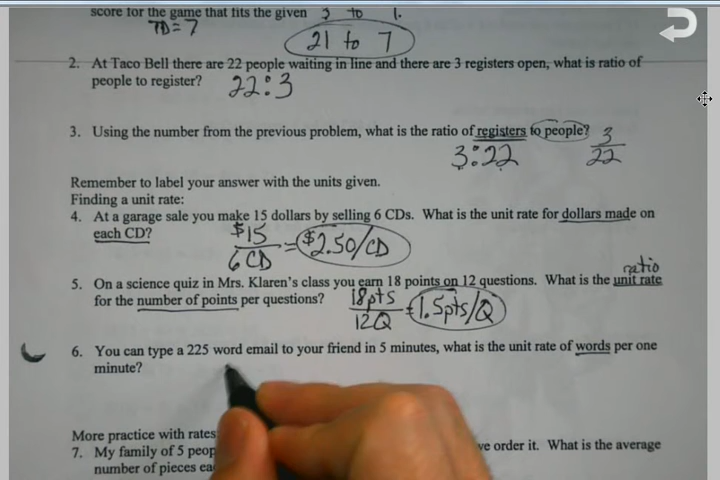 score for the game that fits the given 3 to 1.
TD=7
21 to 7
2. At Taco Bell there are 22 people waiting in line and there are 3 registers open, what is ratio of
people to register? 22:3
3. Using the number from the previous problem, what is the ratio of registers to people? 3/22
3:22
Remember to label your answer with the units given.
Finding a unit rate:
4. At a garage sale you make 15 dollars by selling 6 CDs. What is the unit rate for dollars made on
each CD? $15/6 CD = $2.50/CD
ratio
5. On a science quiz in Mrs. Klaren's class you earn 18 points on 12 questions. What is the unit rate
for the number of points per questions? 18pts/12Q = 1.5pts/Q
6. You can type a 225 word email to your friend in 5 minutes, what is the unit rate of words per one
minute?
More practice with rates
7. My family of 5 order it. What is the average
number of pieces